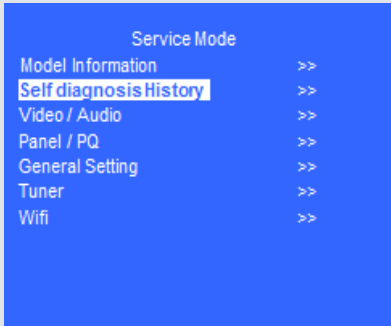 Service Mode
Model Information >>
Self diagnosis History >>
Video / Audio >>
Panel / PQ >>
General Setting >>
Tuner >>
Wifi >>